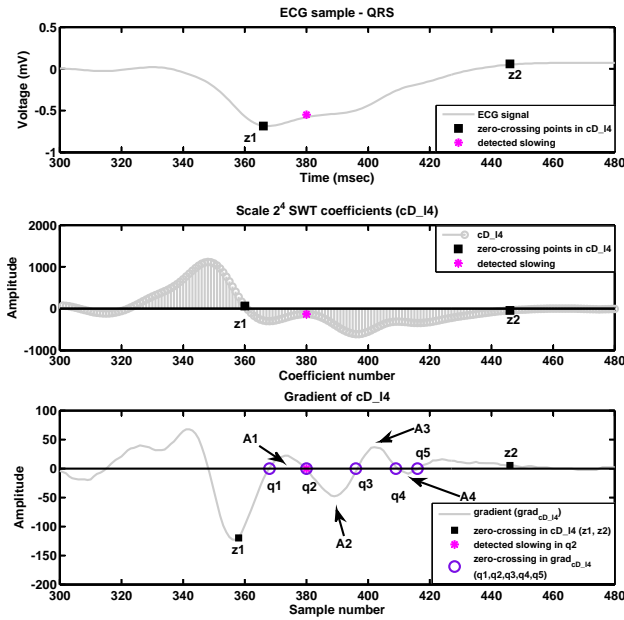 ECG sample - QRS
Voltage (mV)
0.5
0
-0.5
-1
z1
z2
ECG signal
zero-crossing points in cD_l4
detected slowing
300 320 340 360 380 400 420 440 460 480
Time (msec)
Scale 2^4 SWT coefficients (cD_l4)
Amplitude
2000
1000
0
-1000
z1
z2
cD_l4
zero-crossing points in cD_l4
detected slowing
300 320 340 360 380 400 420 440 460 480
Coefficient number
Gradient of cD_l4
Amplitude
100
50
0
-50
-100
-150
-200
A1
A3
q5
z2
q1
q2
q3
q4
A4
A2
z1
gradient (grad_cD_l4)
zero-crossing in cD_l4 (z1, z2)
detected slowing in q2
zero-crossing in grad_cD_l4
(q1,q2,q3,q4,q5)
300 320 340 360 380 400 420 440 460 480
Sample number